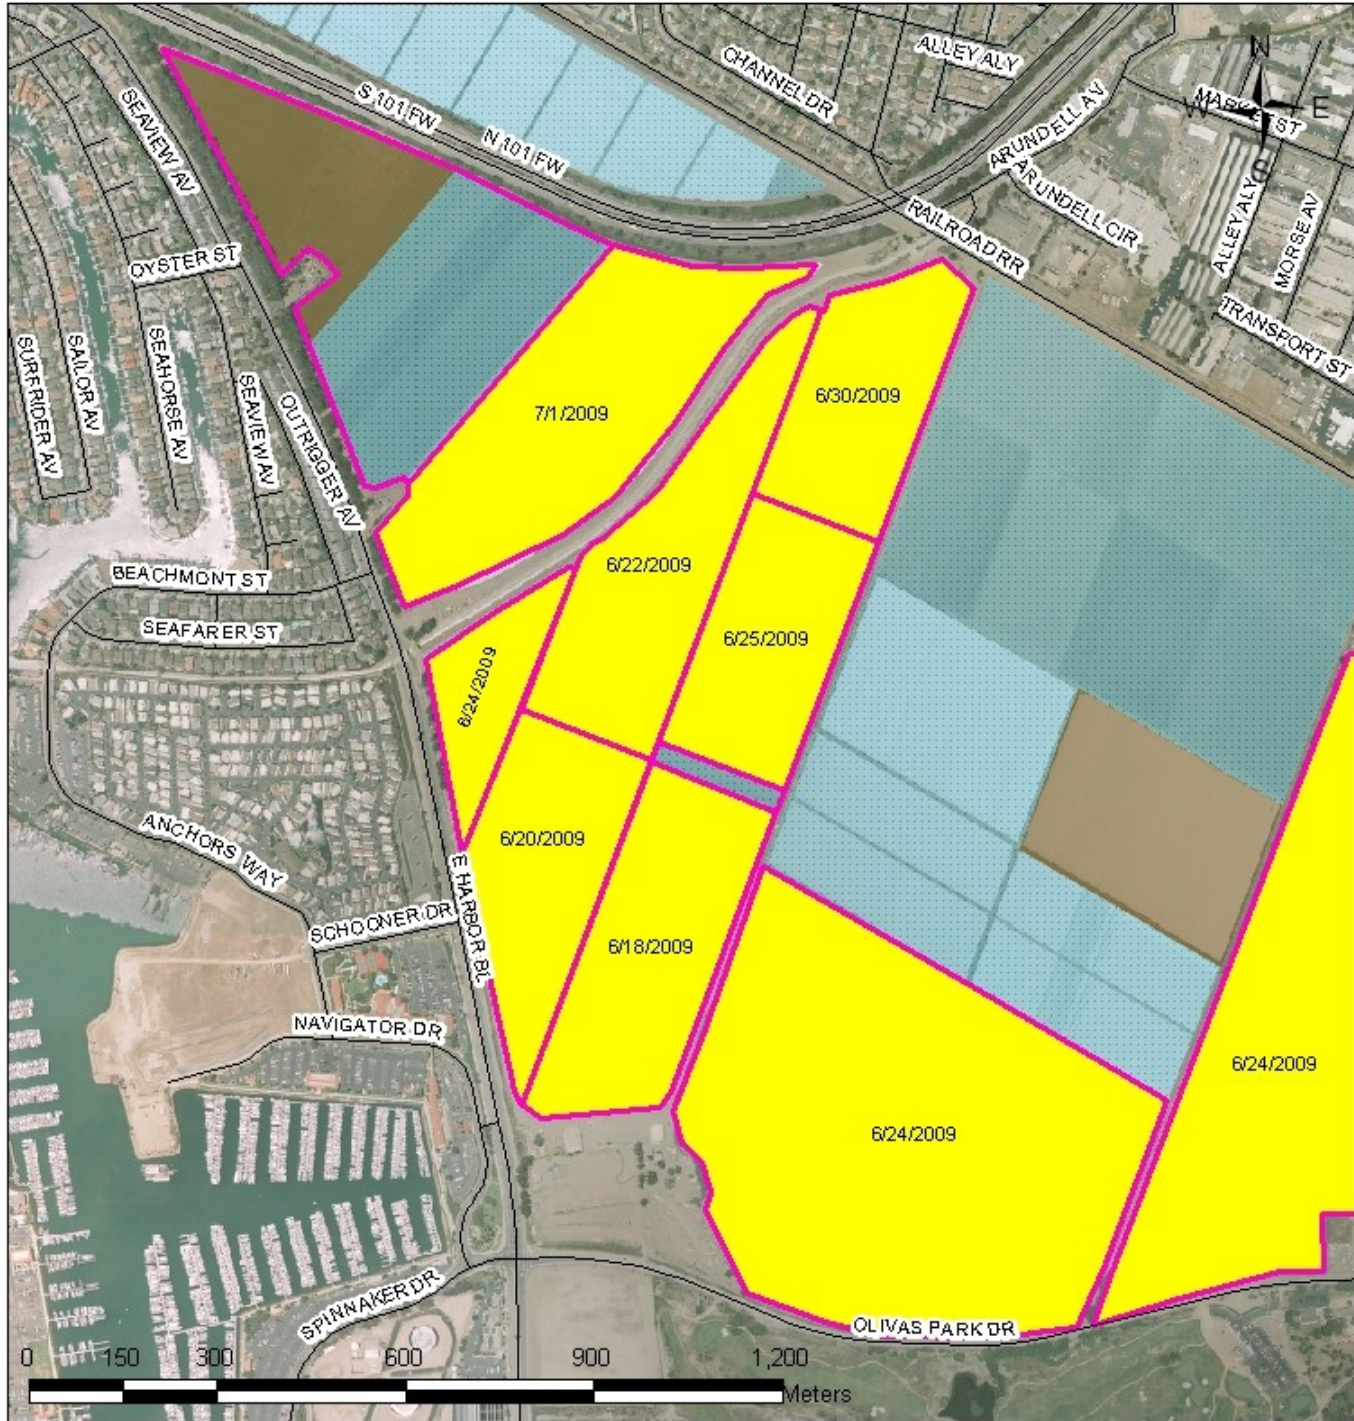 ALLEY ALY
CHANNEL DR
N
S 101 FW
SEAVIEW AV
MARKET ST
W
E
ARUNDELL AV
N 101 FW
S
ARUNDELL CIR
ALLEY ALY
MORSE AV
RAILROAD RR
OYSTER ST
TRANSPORT ST
SURFRIDER AV
SAILOR AV
SEAHORSE AV
SEAVIEW AV
OUTRIGGER AV
7/1/2009
6/30/2009
6/22/2009
BEACHMONT ST
SEAFARER ST
6/25/2009
6/24/2009
ANCHORS WAY
6/20/2009
E HARBOR BL
SCHOONER DR
6/18/2009
NAVIGATOR DR
6/24/2009
6/24/2009
SPINNAKER DR
OLIVAS PARK DR
0 150 300 600 900 1,200
Meters